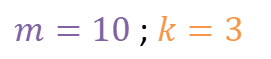 m = 10 ; k = 3